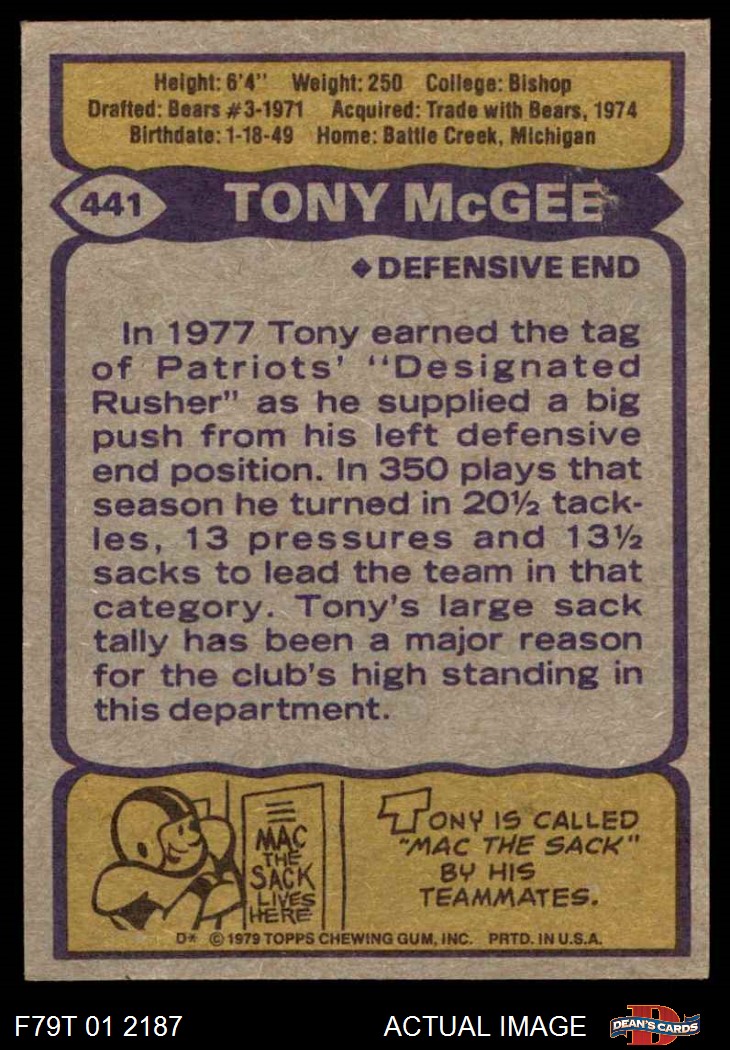 Height: 6'4" Weight: 250 College: Bishop
Drafted: Bears #3-1971 Acquired: Trade with Bears, 1974
Birthdate: 1-18-49 Home: Battle Creek, Michigan
441 TONY McGEE
◆DEFENSIVE END
In 1977 Tony earned the tag
of Patriots' "Designated
Rusher" as he supplied a big
push from his left defensive
end position. In 350 plays that
season he turned in 20½ tack-
les, 13 pressures and 13½
sacks to lead the team in that
category. Tony's large sack
tally has been a major reason
for the club's high standing in
this department.
MAC
THE
SACK
LIVES
HERE
TONY IS CALLED
"MAC THE SACK"
BY HIS
TEAMMATES.
D* © 1979 TOPPS CHEWING GUM, INC. PRTD. IN U.S.A.
F79T 01 2187 ACTUAL IMAGE
D
DEAN'S CARDS